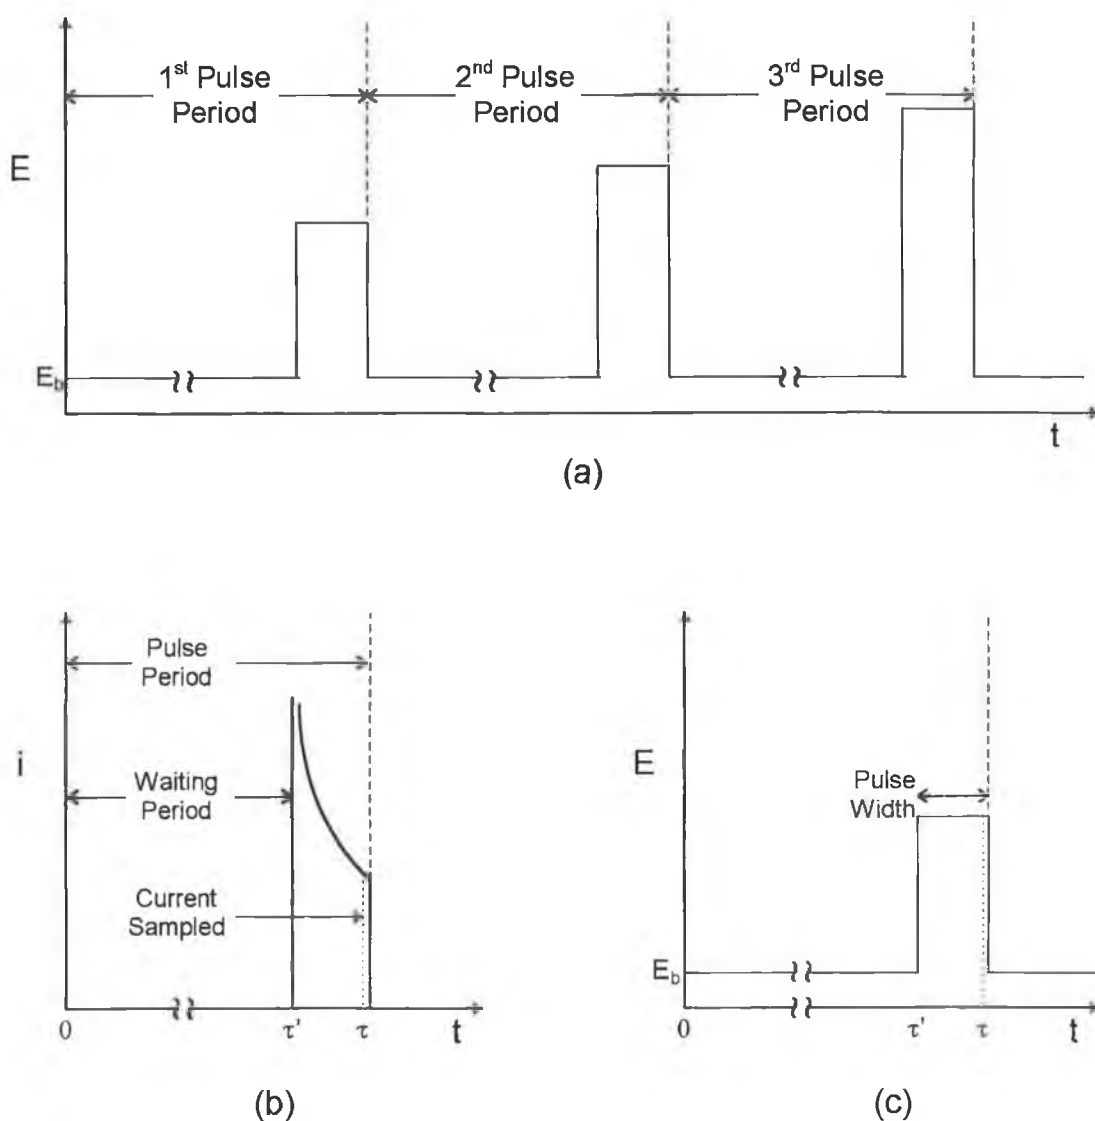 1st Pulse Period
2nd Pulse Period
3rd Pulse Period
E
Eb
t
(a)
Pulse Period
i
Waiting Period
Current Sampled
0
τ'
τ
t
(b)
E
Pulse Width
Eb
0
τ'
τ
t
(c)